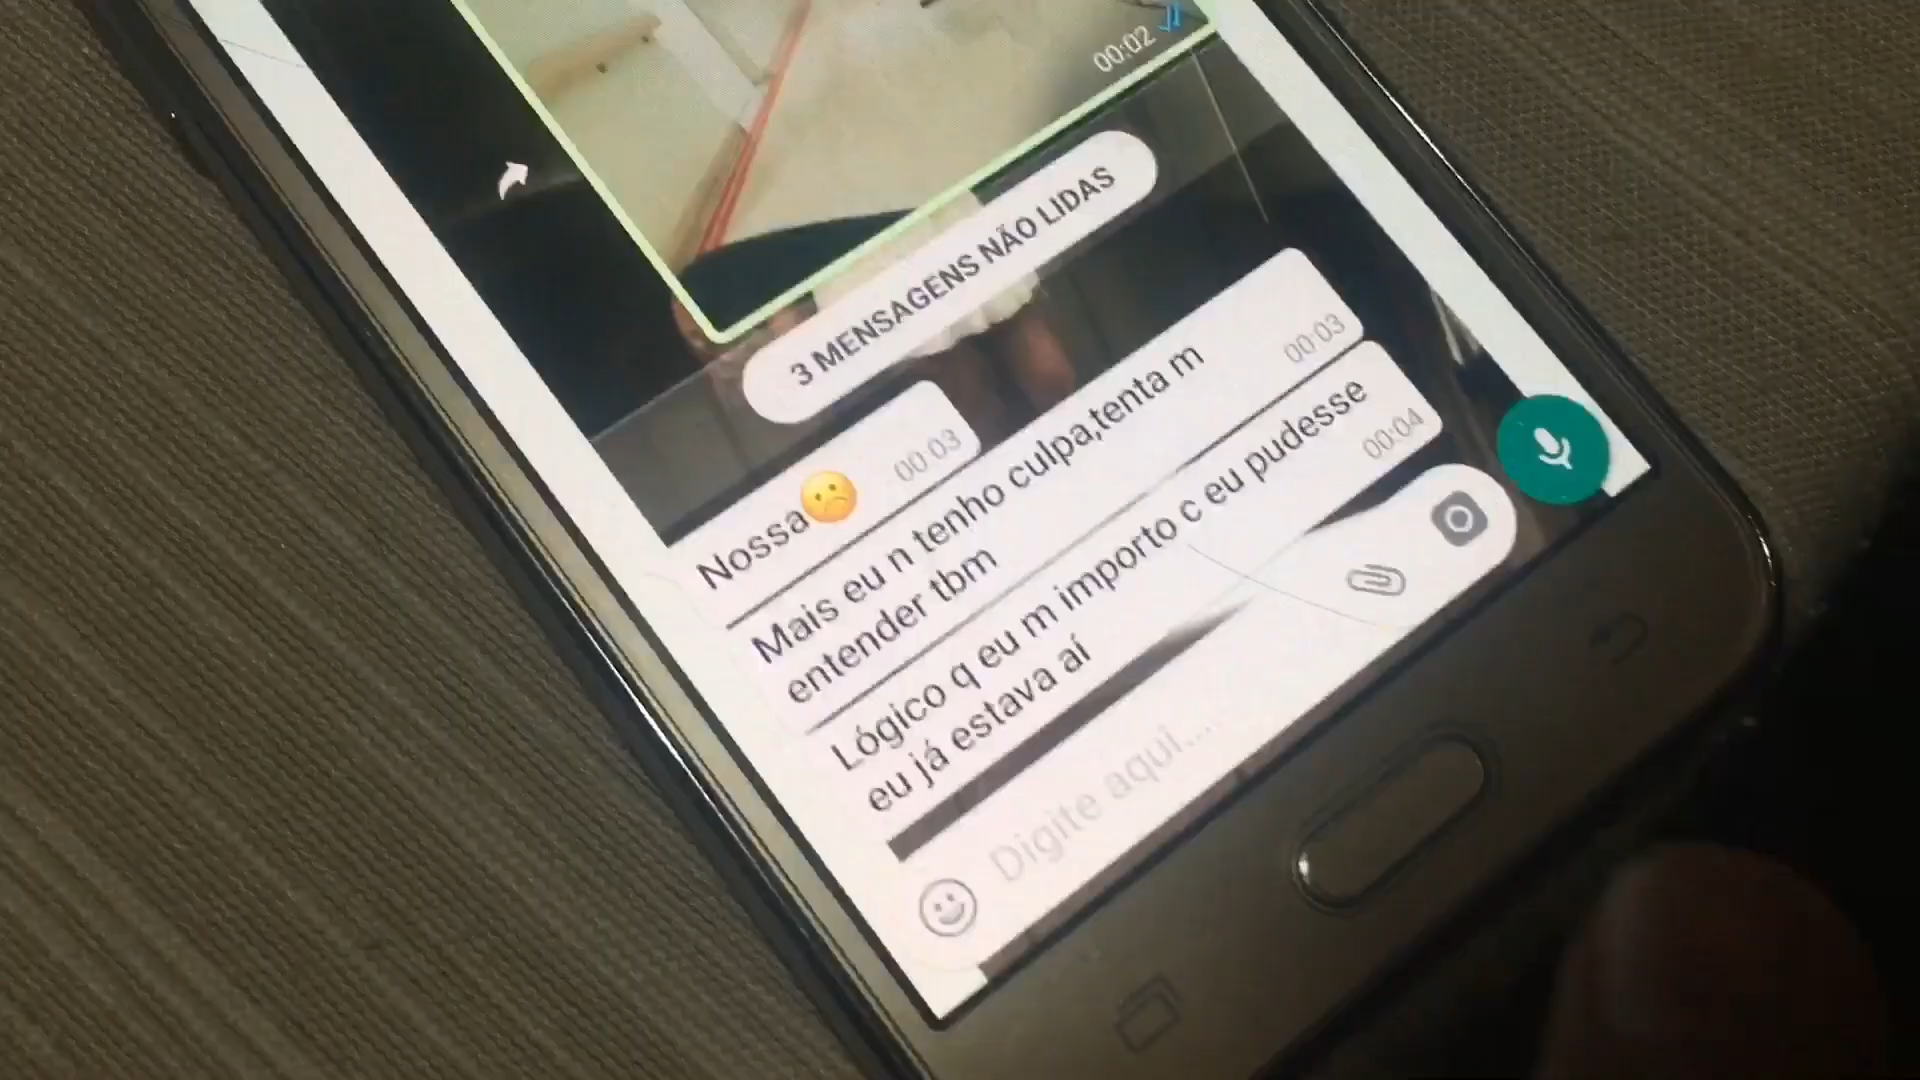 00:02
3 MENSAGENS NÃO LIDAS
Nossa☹️ 00:03
Mais eu n tenho culpa,tenta m
entender tbm 00:03
Lógico q eu m importo c eu pudesse
eu já estava aí 00:04
Digite aqui....